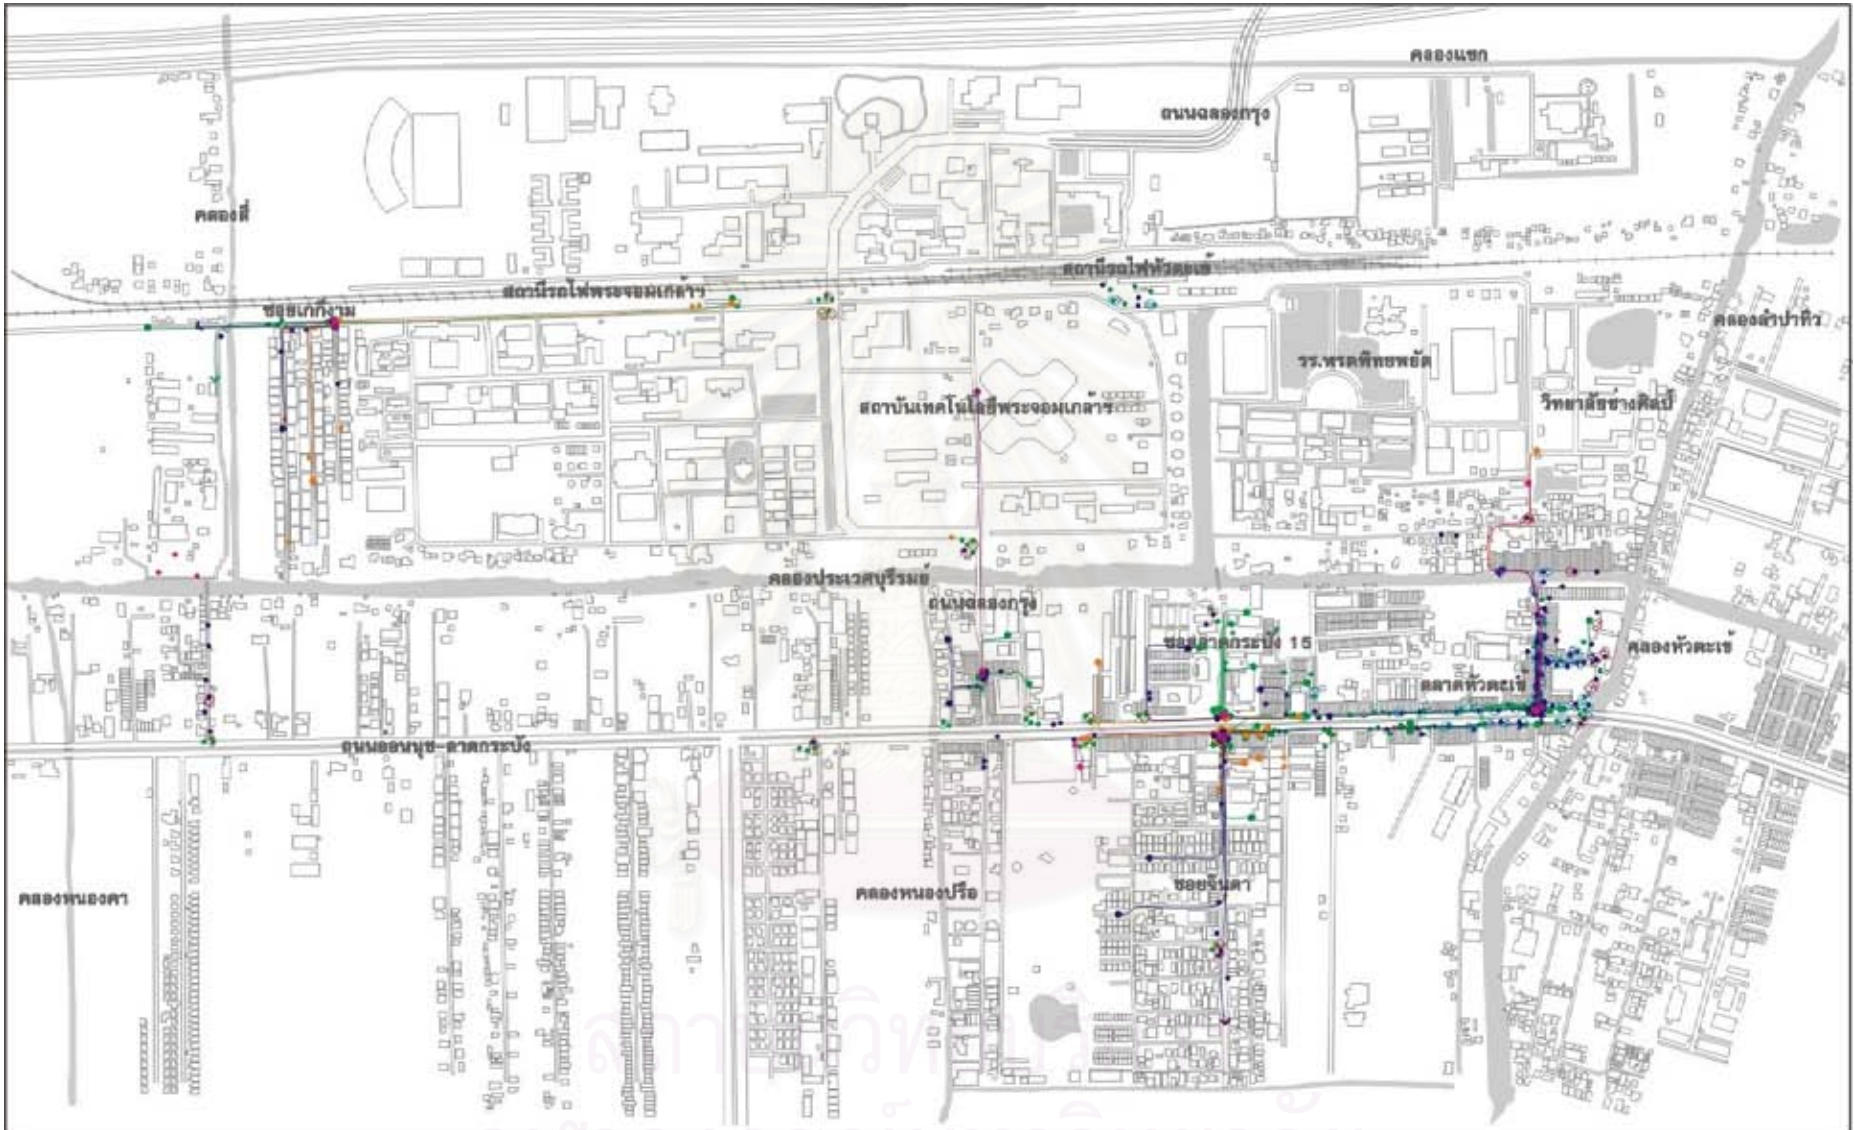 คลองแขก
ถนนฉลองกรุง
คลองสี่
สถานีรถไฟหัวตะเข้
สถานีรถไฟพระจอมเกล้าฯ
ซอยเกกีงาม
คลองลำปาทิว
รร.พรตพิทยพยัต
สถาบันเทคโนโลยีพระจอมเกล้าฯ
วิทยาลัยช่างศิลป์
คลองประเวศบุรีรมย์
ถนนฉลองกรุง
ซอยลาดกระบัง 15
คลองหัวตะเข้
ตลาดหัวตะเข้
ถนนอ่อนนุช-ลาดกระบัง
ซอยจินดา
คลองหนองปรือ
คลองหนองคา